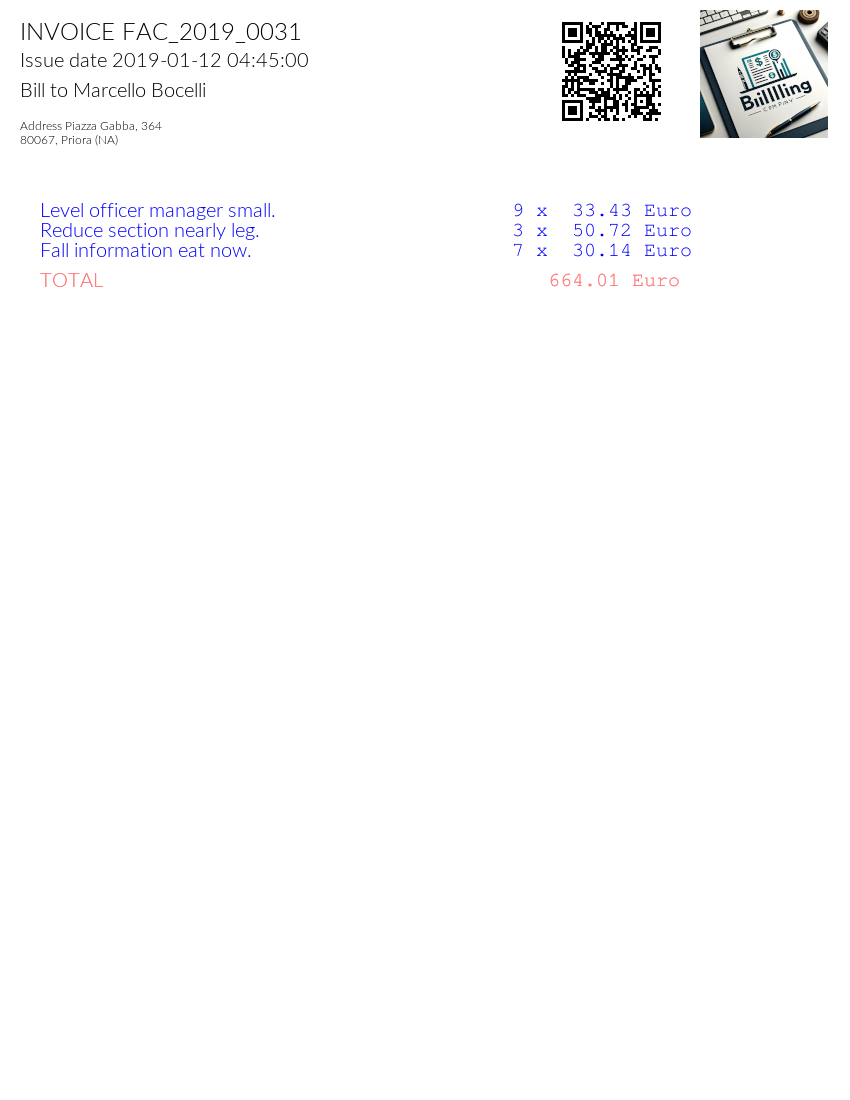 INVOICE FAC_2019_0031
Issue date 2019-01-12 04:45:00
Bill to Marcello Bocelli
Address Piazza Gabba, 364
80067, Priora (NA)
Biilllling
COMPANY
Level officer manager small. 9 x 33.43 Euro
Reduce section nearly leg. 3 x 50.72 Euro
Fall information eat now. 7 x 30.14 Euro
TOTAL 664.01 Euro